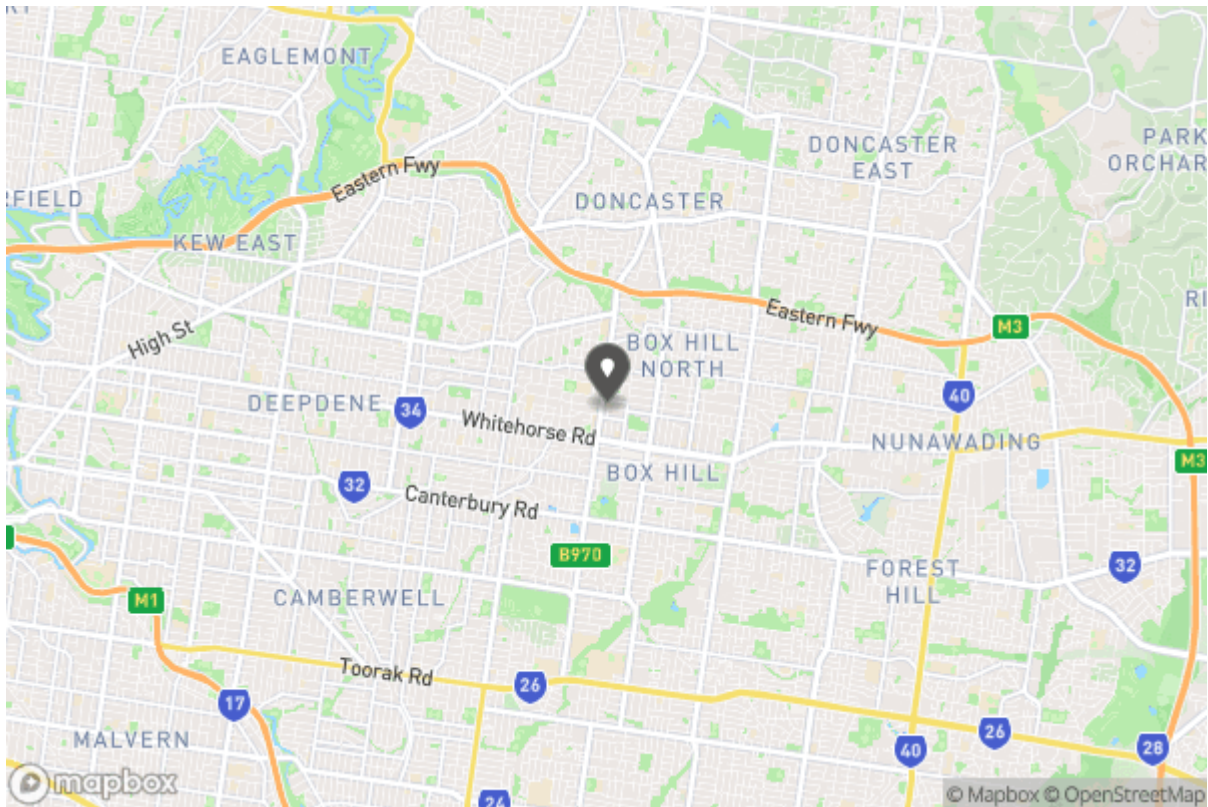 EAGLEMONT
DONCASTER
EAST
PARK
ORCHAR
Eastern Fwy
RFIELD
DONCASTER
KEW EAST
RI
Eastern Fwy
M3
High St
BOX HILL
NORTH
40
DEEPDENE
34
Whitehorse Rd
NUNAWADING
M3
BOX HILL
32
Canterbury Rd
B970
FOREST
HILL
32
M1
CAMBERWELL
Toorak Rd
26
17
26
MALVERN
40
28
mapbox
26
© Mapbox © OpenStreetMap